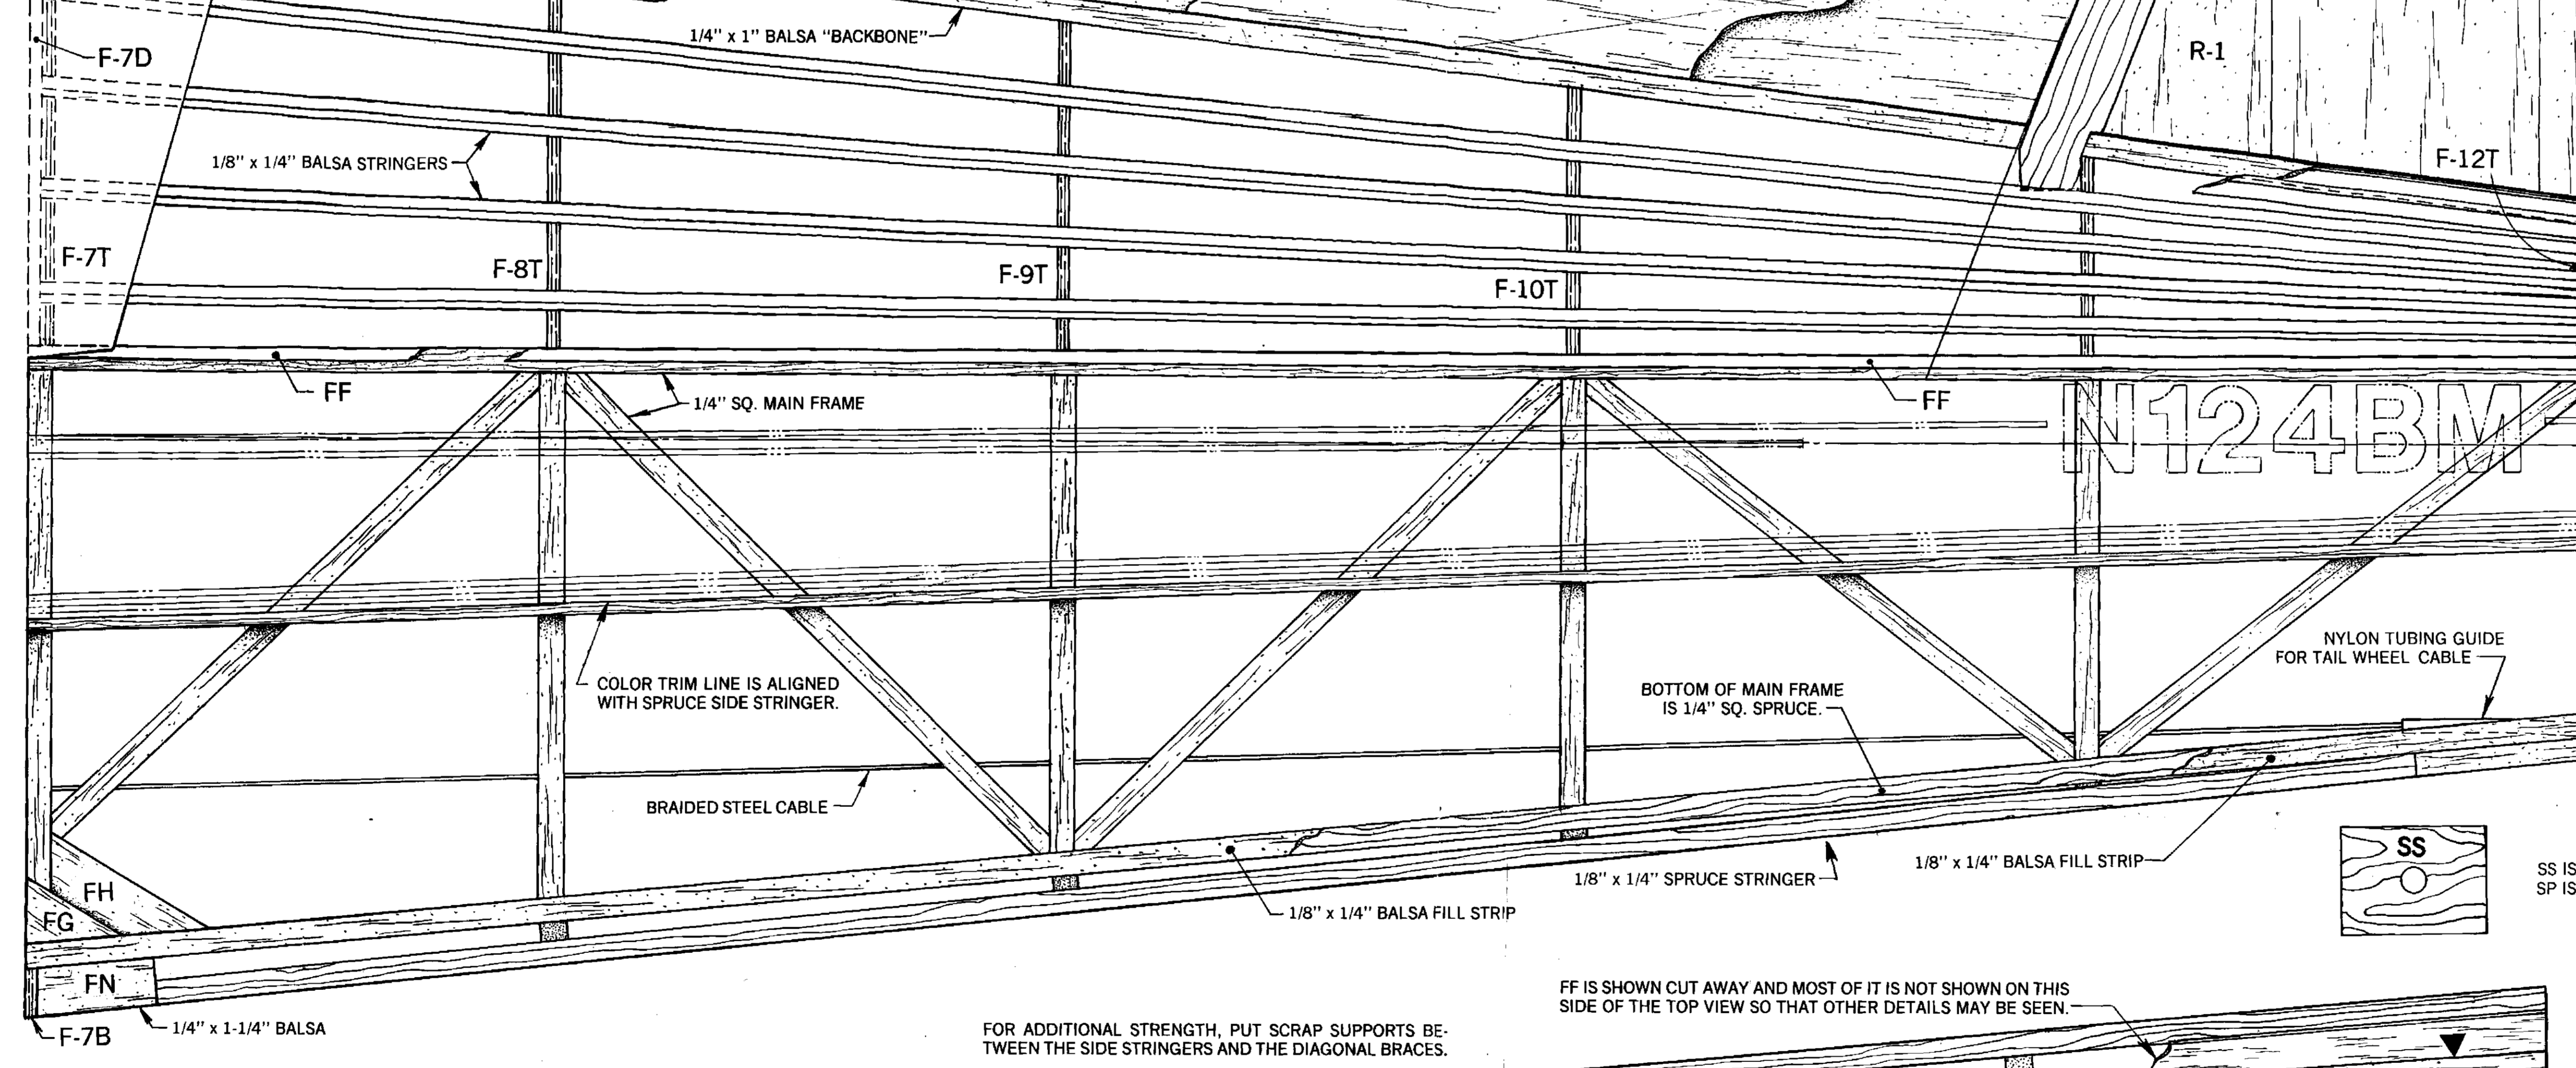 1/4" x 1" BALSA "BACKBONE"
R-1
F-7D
1/8" x 1/4" BALSA STRINGERS
F-12T
F-7T
F-8T
F-9T
F-10T
FF
1/4" SQ. MAIN FRAME
FF
N124BM
NYLON TUBING GUIDE
FOR TAIL WHEEL CABLE
COLOR TRIM LINE IS ALIGNED
WITH SPRUCE SIDE STRINGER.
BOTTOM OF MAIN FRAME
IS 1/4" SQ. SPRUCE.
BRAIDED STEEL CABLE
SS
1/8" x 1/4" BALSA FILL STRIP
1/8" x 1/4" SPRUCE STRINGER
SS IS
SP IS
FH
FG
1/8" x 1/4" BALSA FILL STRIP
FN
FF IS SHOWN CUT AWAY AND MOST OF IT IS NOT SHOWN ON THIS
SIDE OF THE TOP VIEW SO THAT OTHER DETAILS MAY BE SEEN.
1/4" x 1-1/4" BALSA
F-7B
FOR ADDITIONAL STRENGTH, PUT SCRAP SUPPORTS BE-
TWEEN THE SIDE STRINGERS AND THE DIAGONAL BRACES.